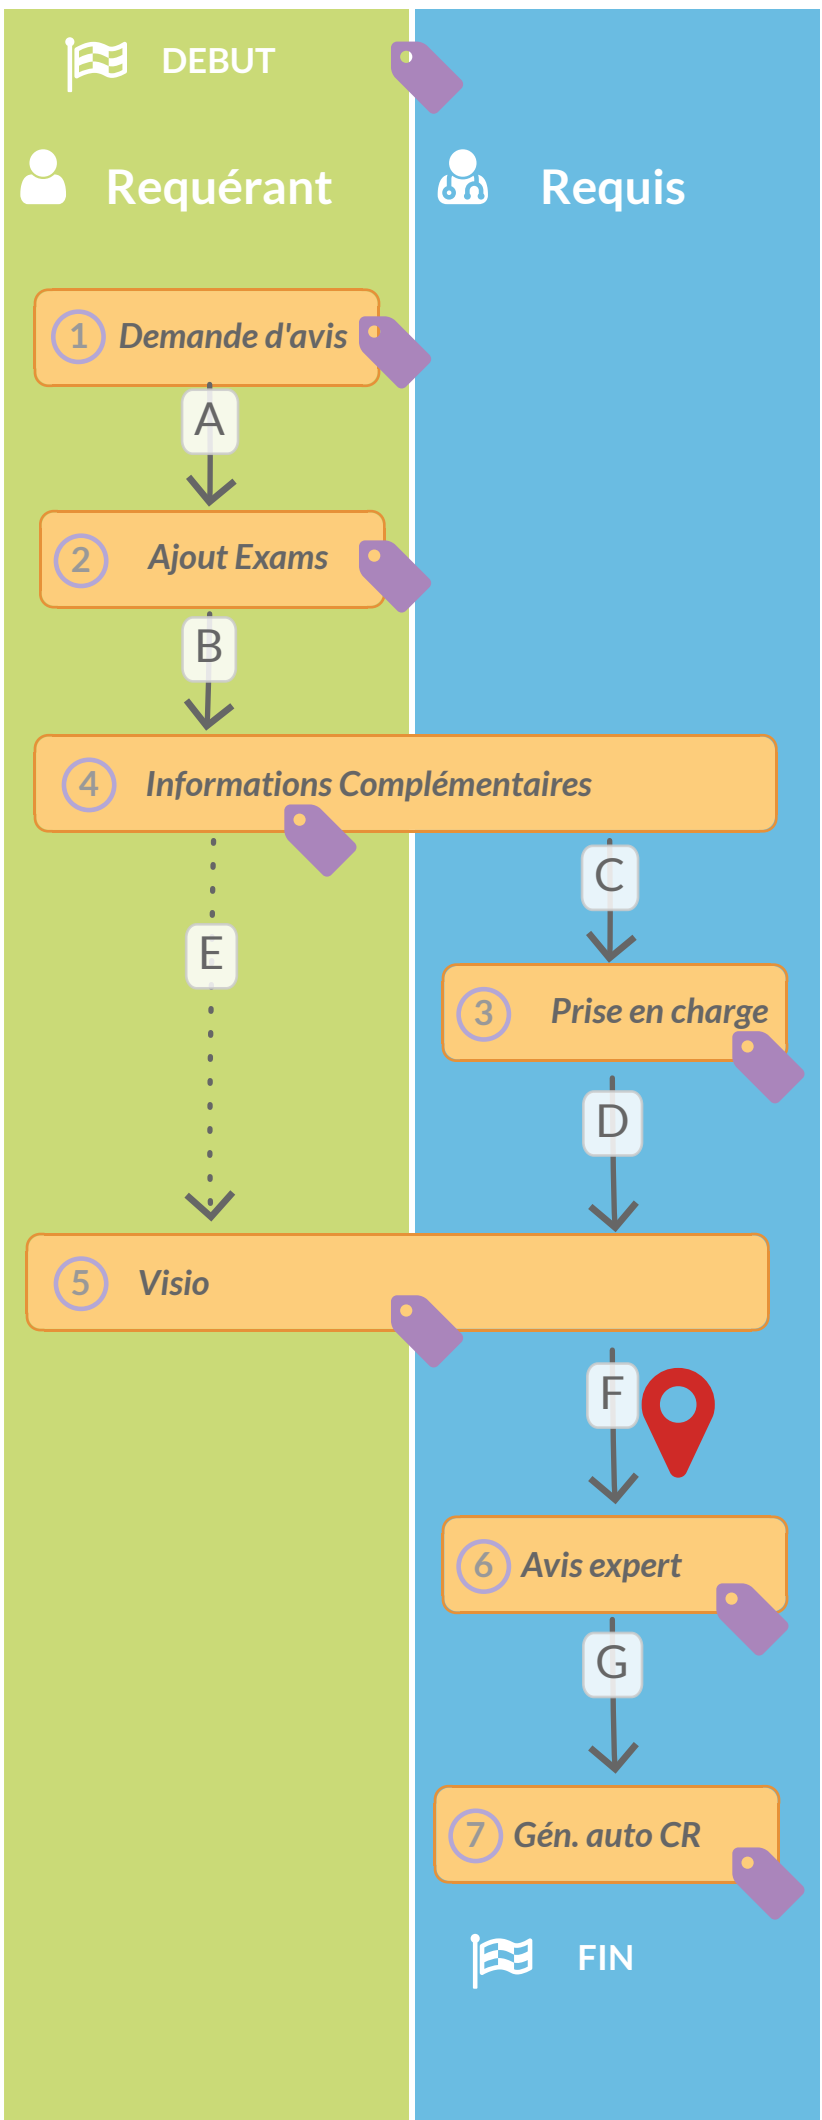 DEBUT
Requérant
Requis
1 Demande d'avis
A
2 Ajout Exams
B
4 Informations Complémentaires
C
E
3 Prise en charge
D
5 Visio
F
6 Avis expert
G
7 Gén. auto CR
FIN